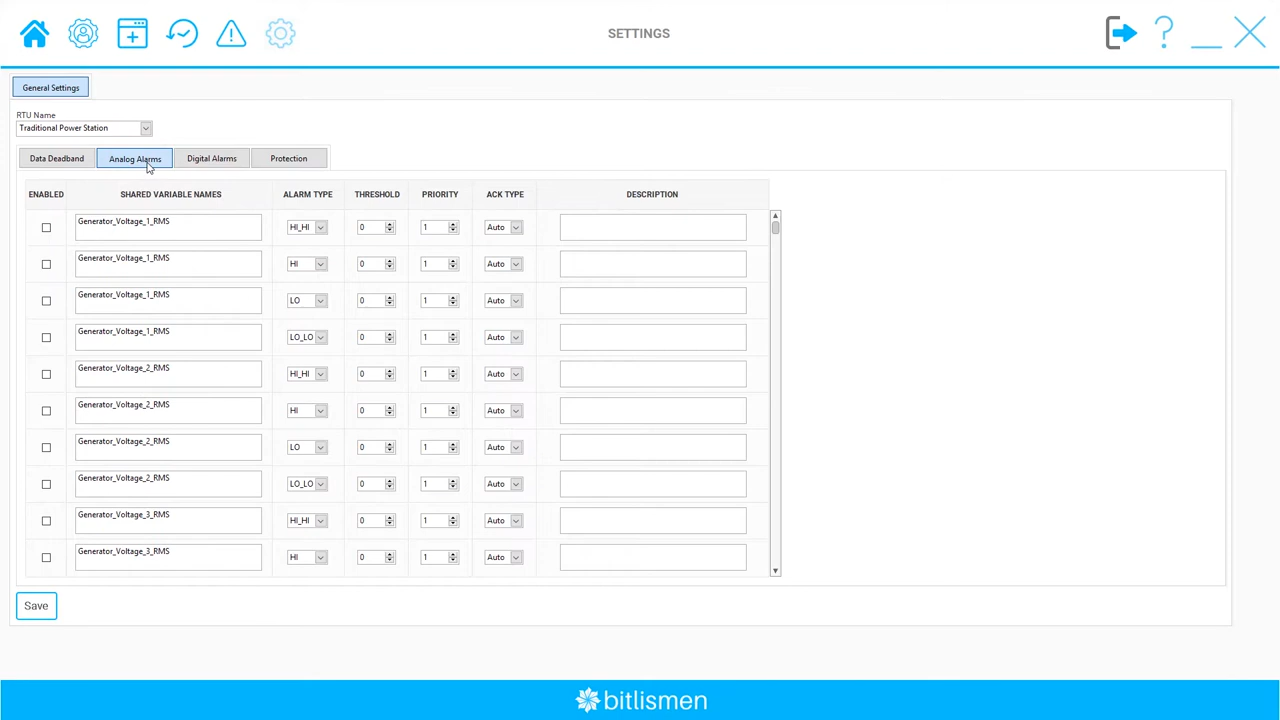 SETTINGS
?
General Settings
RTU Name
Traditional Power Station
Data Deadband Analog Alarms Digital Alarms Protection
ENABLED SHARED VARIABLE NAMES ALARM TYPE THRESHOLD PRIORITY ACK TYPE DESCRIPTION
Generator_Voltage_1_RMS HI_HI 0 1 Auto
Generator_Voltage_1_RMS HI 0 1 Auto
Generator_Voltage_1_RMS LO 0 1 Auto
Generator_Voltage_1_RMS LO_LO 0 1 Auto
Generator_Voltage_2_RMS HI_HI 0 1 Auto
Generator_Voltage_2_RMS HI 0 1 Auto
Generator_Voltage_2_RMS LO 0 1 Auto
Generator_Voltage_2_RMS LO_LO 0 1 Auto
Generator_Voltage_3_RMS HI_HI 0 1 Auto
Generator_Voltage_3_RMS HI 0 1 Auto
Save
bitlismen